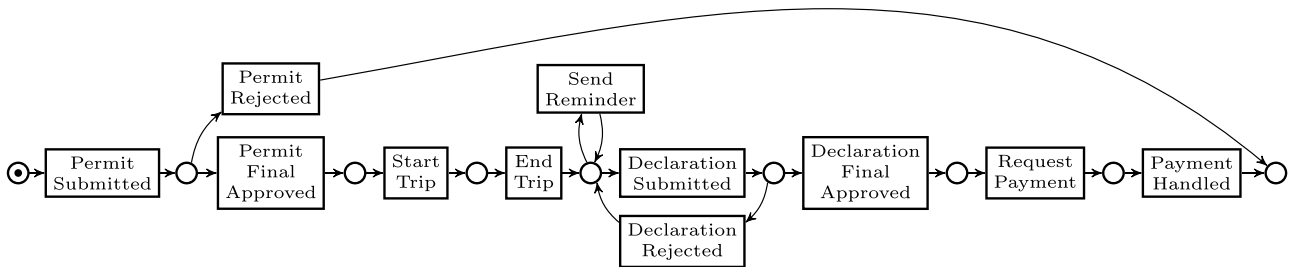 Permit
Rejected
Send
Reminder
Permit
Submitted
Permit
Final
Approved
Start
Trip
End
Trip
Declaration
Submitted
Declaration
Final
Approved
Request
Payment
Payment
Handled
Declaration
Rejected